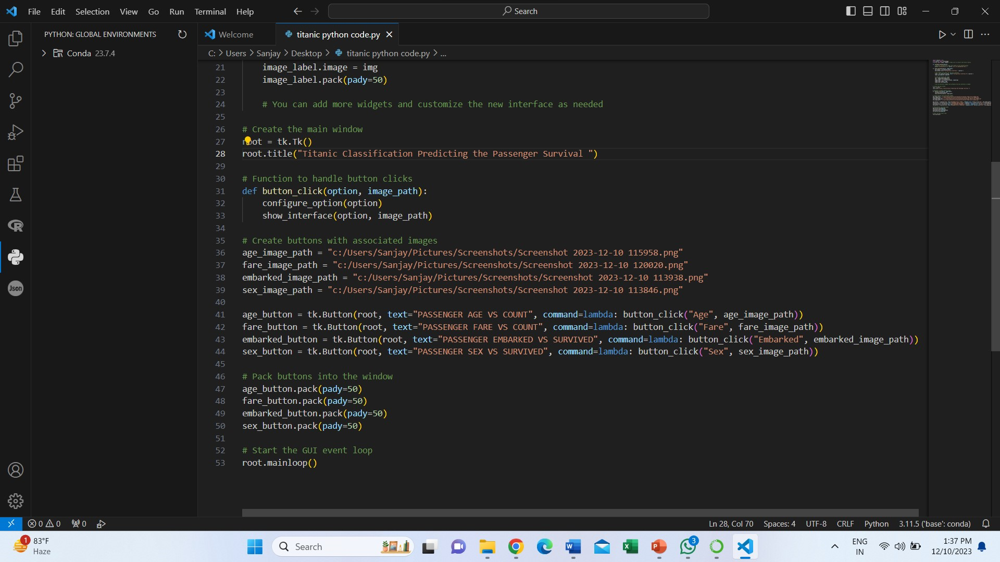 File Edit Selection View Go Run Terminal Help
Search
PYTHON: GLOBAL ENVIRONMENTS
Conda 23.7.4
Welcome
titanic python code.py
C: > Users > Sanjay > Desktop > titanic python code.py > ...
21 image_label.image = img
22 image_label.pack(pady=50)
23
24 # You can add more widgets and customize the new interface as needed
25
26 # Create the main window
27 root = tk.Tk()
28 root.title("Titanic Classification Predicting the Passenger Survival ")
29
30 # Function to handle button clicks
31 def button_click(option, image_path):
32 configure_option(option)
33 show_interface(option, image_path)
34
35 # Create buttons with associated images
36 age_image_path = "c:/Users/Sanjay/Pictures/Screenshots/Screenshot 2023-12-10 115958.png"
37 fare_image_path = "c:/Users/Sanjay/Pictures/Screenshots/Screenshot 2023-12-10 120020.png"
38 embarked_image_path = "c:/Users/Sanjay/Pictures/Screenshots/Screenshot 2023-12-10 113938.png"
39 sex_image_path = "c:/Users/Sanjay/Pictures/Screenshots/Screenshot 2023-12-10 113846.png"
40
41 age_button = tk.Button(root, text="PASSENGER AGE VS COUNT", command=lambda: button_click("Age", age_image_path))
42 fare_button = tk.Button(root, text="PASSENGER FARE VS COUNT", command=lambda: button_click("Fare", fare_image_path))
43 embarked_button = tk.Button(root, text="PASSENGER EMBARKED VS SURVIVED", command=lambda: button_click("Embarked", embarked_image_path))
44 sex_button = tk.Button(root, text="PASSENGER SEX VS SURVIVED", command=lambda: button_click("Sex", sex_image_path))
45
46 # Pack buttons into the window
47 age_button.pack(pady=50)
48 fare_button.pack(pady=50)
49 embarked_button.pack(pady=50)
50 sex_button.pack(pady=50)
51
52 # Start the GUI event loop
53 root.mainloop()
R
Json
0 0 0
Ln 28, Col 70 Spaces: 4 UTF-8 CRLF Python 3.11.5 ('base': conda)
1
83°F
Haze
Search
W
X
P
3
ENG
IN
1:37 PM
12/10/2023